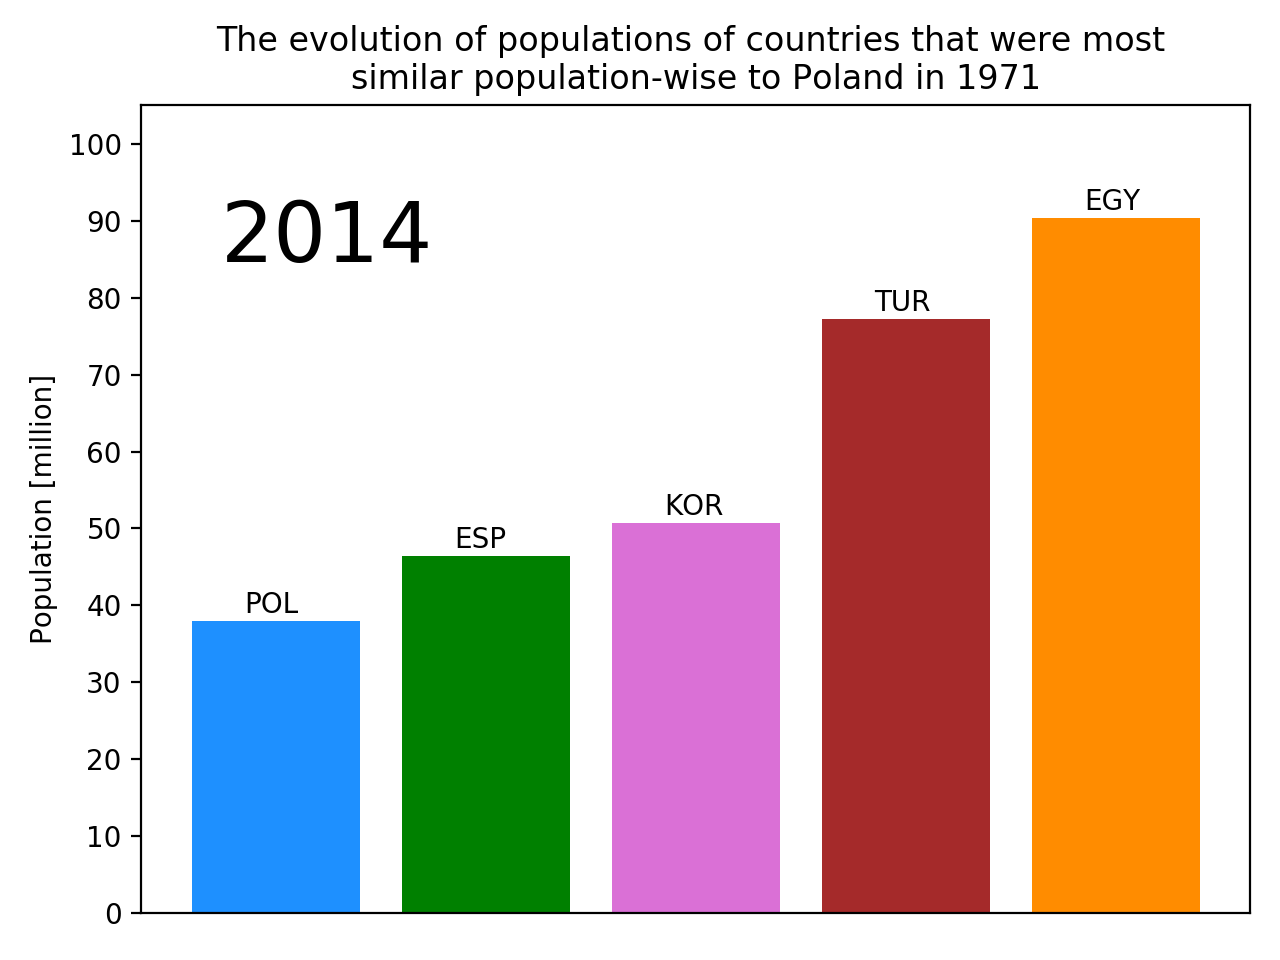 The evolution of populations of countries that were most
similar population-wise to Poland in 1971
100
90
80
70
60
50
40
30
20
10
0
Population [million]
2014
POL
ESP
KOR
TUR
EGY